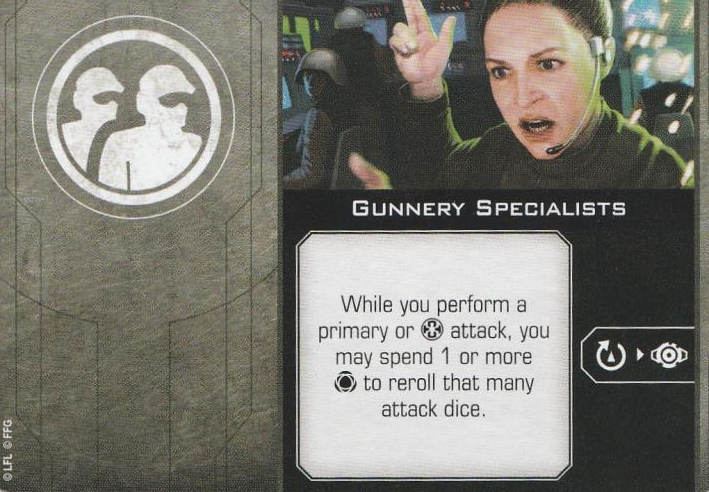 GUNNERY SPECIALISTS
While you perform a
primary or attack, you
may spend 1 or more
to reroll that many
attack dice.
©LFL ©FFG